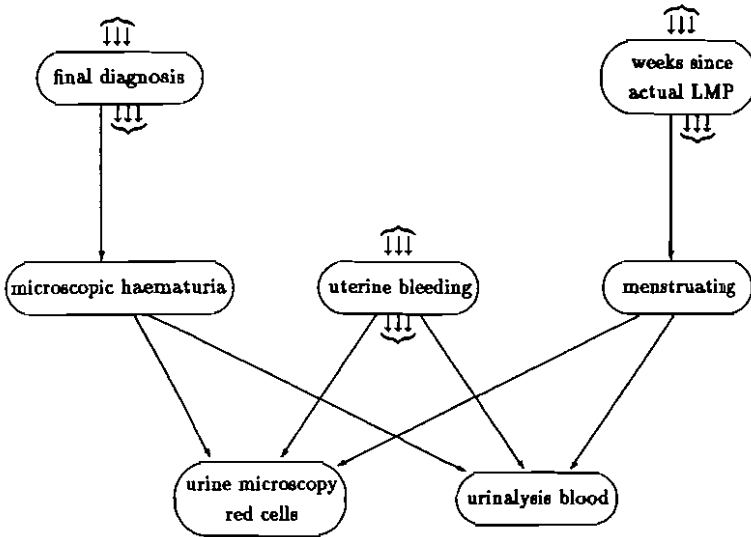 final diagnosis
weeks since
actual LMP
microscopic haematuria
uterine bleeding
menstruating
urine microscopy
red cells
urinalysis blood